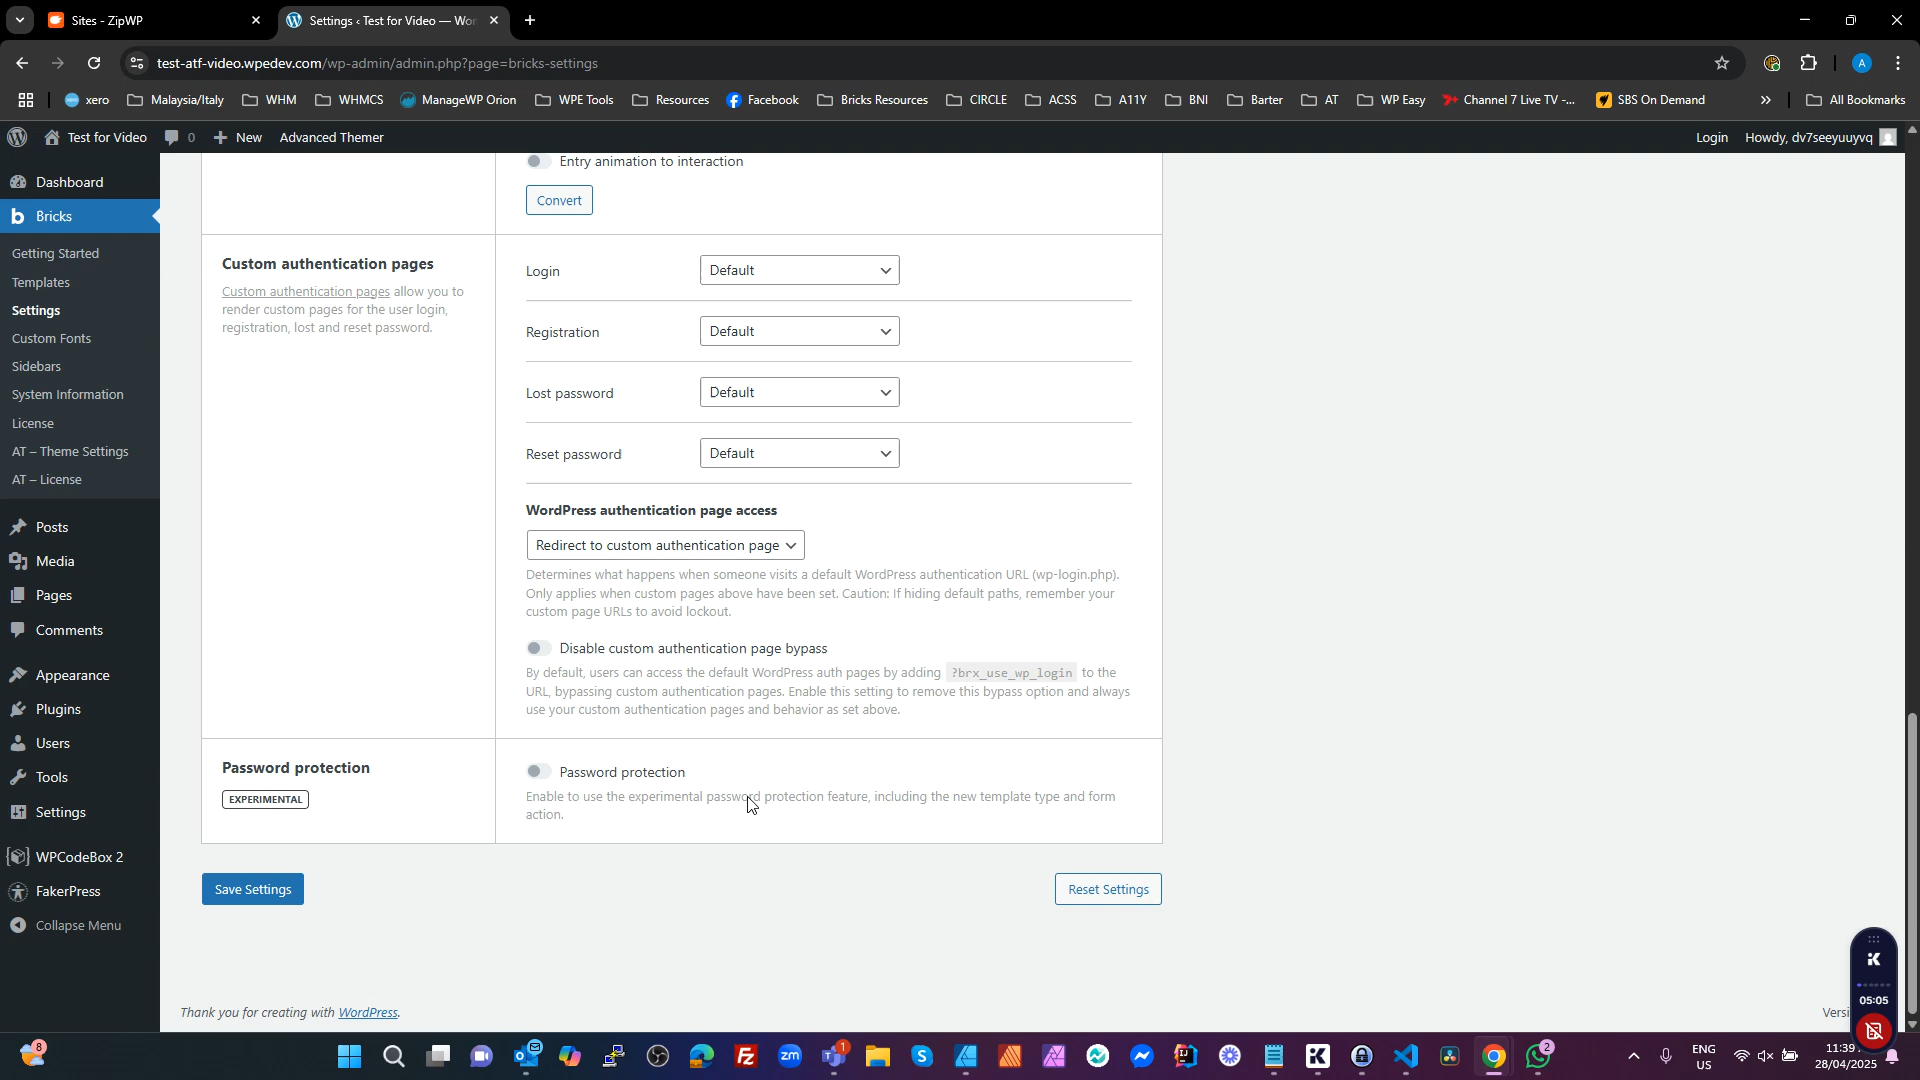 Sites - ZipWP
Settings ‹ Test for Video — Wor
test-atf-video.wpedev.com/wp-admin/admin.php?page=bricks-settings
A
xero
Malaysia/Italy
WHM
WHMCS
ManageWP Orion
WPE Tools
Resources
Facebook
Bricks Resources
CIRCLE
ACSS
A11Y
BNI
Barter
AT
WP Easy
Channel 7 Live TV -...
SBS On Demand
All Bookmarks
Test for Video
0
New
Advanced Themer
Login
Howdy, dv7seeyuuyvq
Dashboard
Bricks
Getting Started
Templates
Settings
Custom Fonts
Sidebars
System Information
License
AT – Theme Settings
AT – License
Posts
Media
Pages
Comments
Appearance
Plugins
Users
Tools
Settings
WPCodeBox 2
FakerPress
Collapse Menu
Entry animation to interaction
Convert
Custom authentication pages
Custom authentication pages allow you to
render custom pages for the user login,
registration, lost and reset password.
Login
Default
Registration
Default
Lost password
Default
Reset password
Default
WordPress authentication page access
Redirect to custom authentication page
Determines what happens when someone visits a default WordPress authentication URL (wp-login.php).
Only applies when custom pages above have been set. Caution: If hiding default paths, remember your
custom page URLs to avoid lockout.
Disable custom authentication page bypass
By default, users can access the default WordPress auth pages by adding ?brx_use_wp_login to the
URL, bypassing custom authentication pages. Enable this setting to remove this bypass option and always
use your custom authentication pages and behavior as set above.
Password protection
EXPERIMENTAL
Password protection
Enable to use the experimental password protection feature, including the new template type and form
action.
Save Settings
Reset Settings
Thank you for creating with WordPress.
Versi
05:05
8
zm
1
2
ENG
US
11:39
28/04/2025